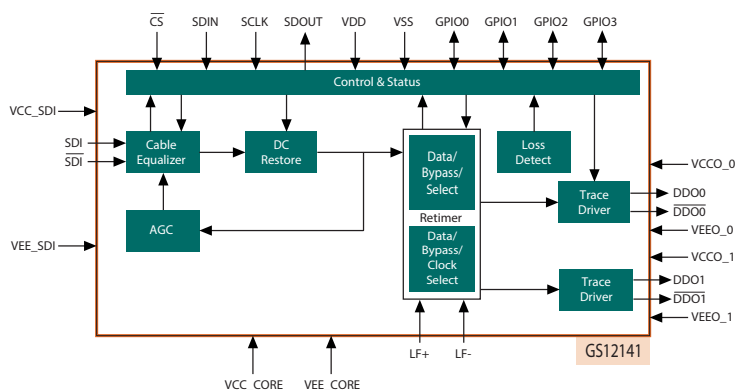 CS SDIN SCLK SDOUT VDD VSS GPIO0 GPIO1 GPIO2 GPIO3
Control & Status
VCC_SDI
SDI
SDI
VEE_SDI
Cable
Equalizer
DC
Restore
AGC
Data/
Bypass/
Select
Retimer
Data/
Bypass/
Clock
Select
Loss
Detect
Trace
Driver
Trace
Driver
VCCO_0
DDO0
DDO0
VEEO_0
VCCO_1
DDO1
DDO1
VEEO_1
LF+ LF-
GS12141
VCC_CORE VEE_CORE